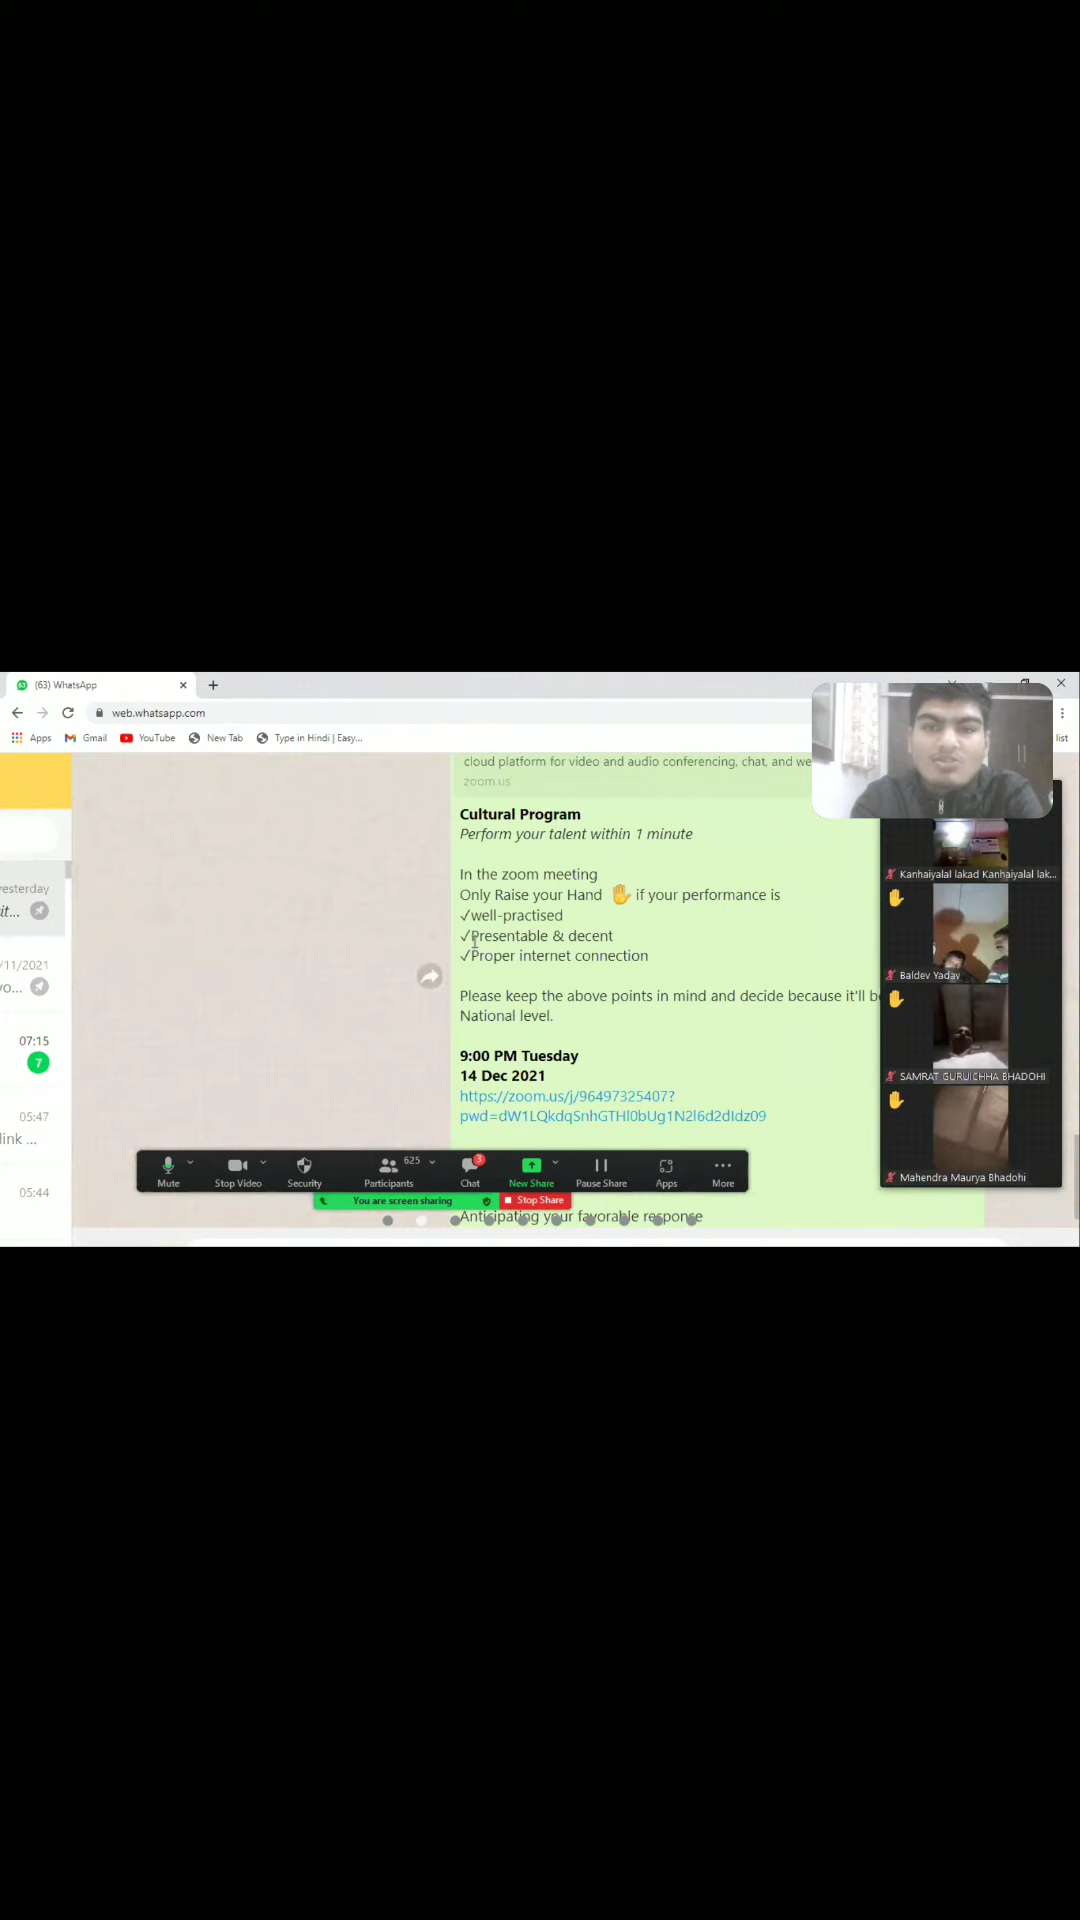 (63) WhatsApp
web.whatsapp.com
Apps
Gmail
YouTube
New Tab
Type in Hindi | Easy...
list
cloud platform for video and audio conferencing, chat, and we
zoom.us
Cultural Program
Perform your talent within 1 minute
In the zoom meeting
Only Raise your Hand ✋ if your performance is
✓well-practised
✓Presentable & decent
✓Proper internet connection
Please keep the above points in mind and decide because it'll be
National level.
9:00 PM Tuesday
14 Dec 2021
https://zoom.us/j/96497325407?
pwd=dW1LQkdqSnhGTHl0bUg1N2l6d2dIdz09
Anticipating your favorable response
yesterday
it...
/11/2021
vo...
07:15
7
05:47
link ...
05:44
Kanhaiyalal lakad Kanhaiyalal lak...
Baldev Yadav
SAMRAT GURUICHHA BHADOHI
Mahendra Maurya Bhadohi
Mute
Stop Video
Security
625
Participants
3
Chat
New Share
Pause Share
Apps
More
You are screen sharing
Stop Share